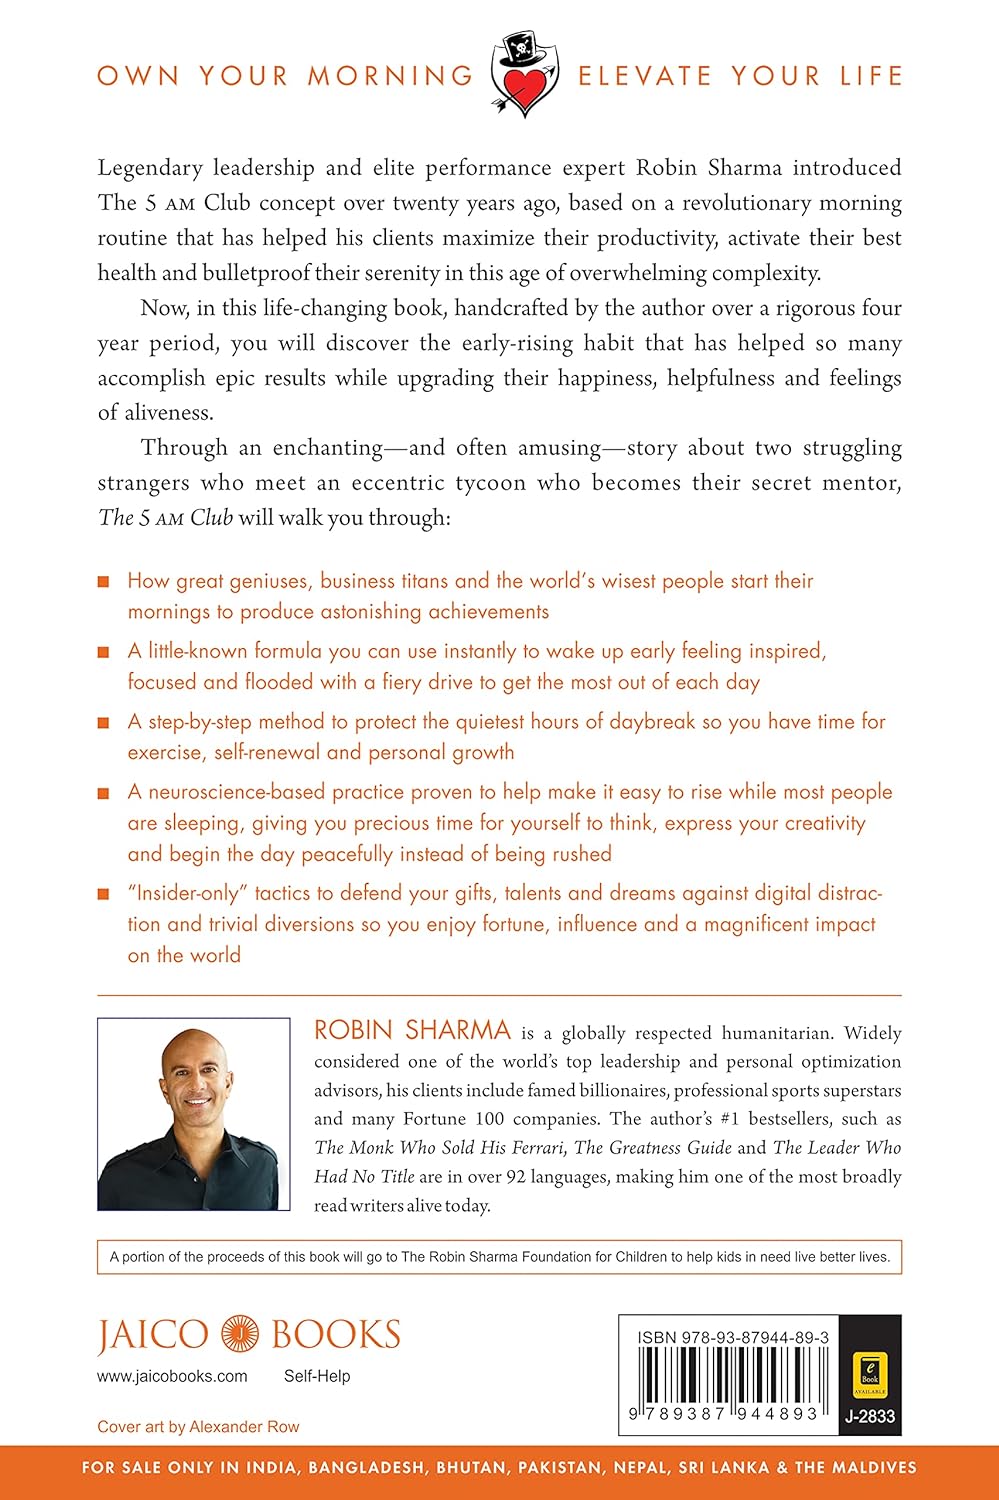 OWN YOUR MORNING ELEVATE YOUR LIFE
Legendary leadership and elite performance expert Robin Sharma introduced
The 5 AM Club concept over twenty years ago, based on a revolutionary morning
routine that has helped his clients maximize their productivity, activate their best
health and bulletproof their serenity in this age of overwhelming complexity.
Now, in this life-changing book, handcrafted by the author over a rigorous four
year period, you will discover the early-rising habit that has helped so many
accomplish epic results while upgrading their happiness, helpfulness and feelings
of aliveness.
Through an enchanting—and often amusing—story about two struggling
strangers who meet an eccentric tycoon who becomes their secret mentor,
The 5 AM Club will walk you through:
■ How great geniuses, business titans and the world's wisest people start their
mornings to produce astonishing achievements
■ A little-known formula you can use instantly to wake up early feeling inspired,
focused and flooded with a fiery drive to get the most out of each day
■ A step-by-step method to protect the quietest hours of daybreak so you have time for
exercise, self-renewal and personal growth
■ A neuroscience-based practice proven to help make it easy to rise while most people
are sleeping, giving you precious time for yourself to think, express your creativity
and begin the day peacefully instead of being rushed
■ “Insider-only” tactics to defend your gifts, talents and dreams against digital distrac-
tion and trivial diversions so you enjoy fortune, influence and a magnificent impact
on the world
ROBIN SHARMA is a globally respected humanitarian. Widely
considered one of the world's top leadership and personal optimization
advisors, his clients include famed billionaires, professional sports superstars
and many Fortune 100 companies. The author's #1 bestsellers, such as
The Monk Who Sold His Ferrari, The Greatness Guide and The Leader Who
Had No Title are in over 92 languages, making him one of the most broadly
read writers alive today.
A portion of the proceeds of this book will go to The Robin Sharma Foundation for Children to help kids in need live better lives.
JAICO J BOOKS
www.jaicobooks.com Self-Help
Cover art by Alexander Row
ISBN 978-93-87944-89-3
9 789387 944893
e
Book
AVAILABLE
J-2833
FOR SALE ONLY IN INDIA, BANGLADESH, BHUTAN, PAKISTAN, NEPAL, SRI LANKA & THE MALDIVES